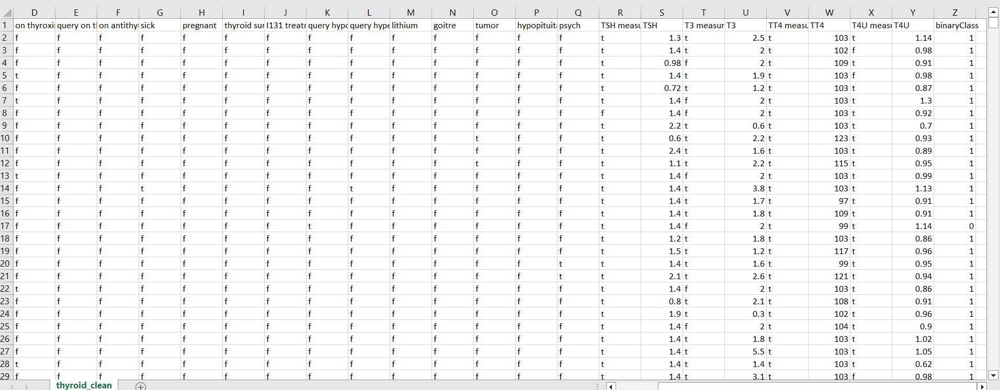 D E F G H I J K L M N O P Q R S T U V W X Y Z
1 on thyroxi query on t on antithy sick pregnant thyroid sur I131 treatr query hypo query hype lithium goitre tumor hypopituita psych TSH measu TSH T3 measur T3 TT4 measu TT4 T4U measu T4U binaryClass
2 f f f f f f f f f f f f f f t 1.3 t 2.5 t 103 t 1.14 1
3 f f f f f f f f f f f f f f t 1.4 t 2 t 102 f 0.98 1
4 f f f f f f f f f f f f f f t 0.98 f 2 t 109 t 0.91 1
5 t f f f f f f f f f f f f f t 1.4 t 1.9 t 103 f 0.98 1
6 f f f f f f f f f f f f f f t 0.72 t 1.2 t 103 t 0.87 1
7 t f f f f f f f f f f f f f t 1.4 f 2 t 103 t 1.3 1
8 f f f f f f f f f f f f f f f 1.4 f 2 t 103 t 0.92 1
9 f f f f f f f f f f f f f f t 2.2 t 0.6 t 103 t 0.7 1
10 f f f f f f f f f f f t f f t 0.6 t 2.2 t 123 t 0.93 1
11 f f f f f f f f f f f f f f t 2.4 t 1.6 t 103 t 0.89 1
12 f f f f f f f f f f f t f f t 1.1 t 2.2 t 115 t 0.95 1
13 t f f f f f f f f f f f f f t 1.4 f 2 t 103 t 0.99 1
14 f f f t f f f f t f f f f f t 1.4 t 3.8 t 103 t 1.13 1
15 f f f f f f f f f f f f f f t 1.4 t 1.7 t 97 t 0.91 1
16 f f f f f f f f f f f f f f t 1.4 t 1.8 t 109 t 0.91 1
17 f f f f f f f t f f f f f f t 1.4 f 2 t 99 t 1.14 0
18 f f f f f f f f f f f f f f t 1.2 t 1.8 t 103 t 0.86 1
19 f f f f f f f f f f f f f f t 1.5 t 1.2 t 117 t 0.96 1
20 f f f f f f f f f f f f f t t 1.4 t 1.6 t 99 t 0.95 1
21 f f f f f f f f f f f f f t t 2.1 t 2.6 t 121 t 0.94 1
22 t f f f f f f f f f f f f f t 1.4 f 2 t 103 t 0.86 1
23 f f f f f f f f f f f f f f t 0.8 t 2.1 t 108 t 0.91 1
24 f f f f f f f f f f f f f f t 1.9 t 0.3 t 102 t 0.96 1
25 f f f f f f f f f f f f f f t 1.4 f 2 t 104 t 0.9 1
26 f f f f f f f f f f f f f f t 1.4 t 1.8 t 103 t 1.02 1
27 f f f f f f f f f f f f f f t 1.4 t 5.5 t 103 t 1.05 1
28 t f f f f f f f f f f f f f t 1.4 t 1.4 t 103 t 0.62 1
29 f f f f f f f f f f f f f f t 1.4 t 3.1 t 103 f 0.98 1
thyroid_clean